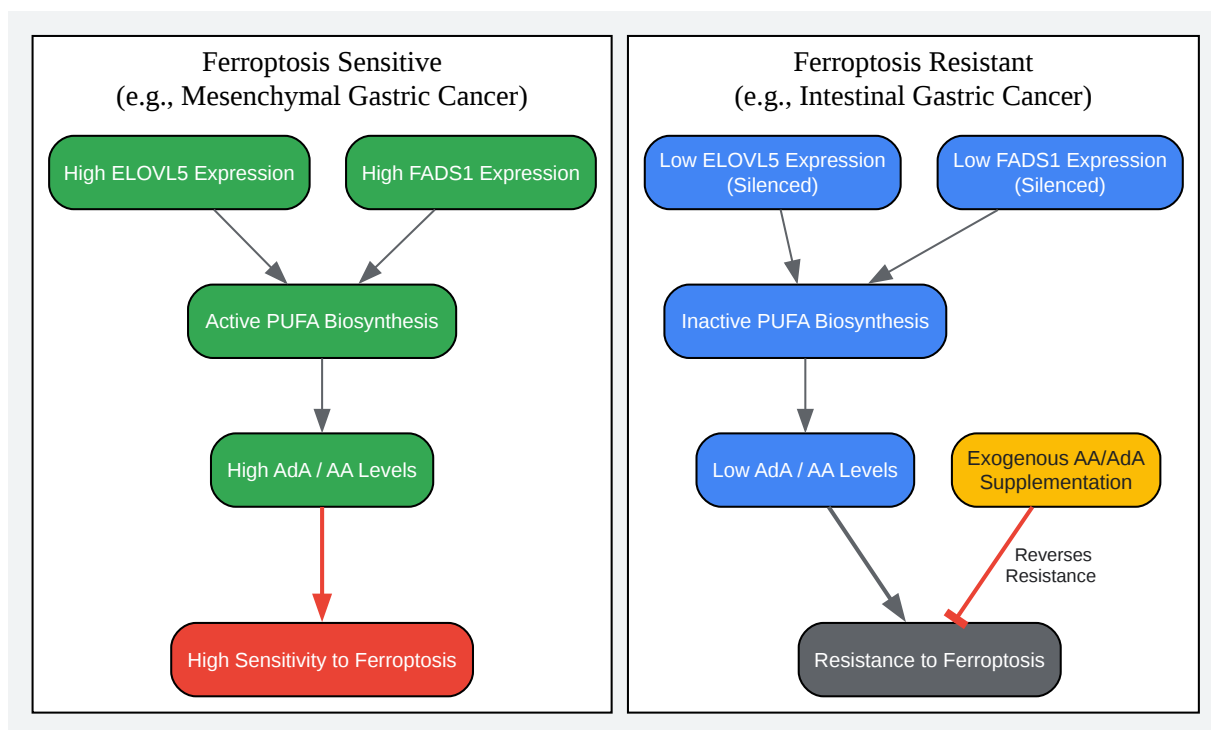 Ferroptosis Sensitive
(e.g., Mesenchymal Gastric Cancer)
High ELOVL5 Expression
High FADS1 Expression
Active PUFA Biosynthesis
High AdA / AA Levels
High Sensitivity to Ferroptosis
Ferroptosis Resistant
(e.g., Intestinal Gastric Cancer)
Low ELOVL5 Expression
(Silenced)
Low FADS1 Expression
(Silenced)
Inactive PUFA Biosynthesis
Low AdA / AA Levels
Exogenous AA/AdA
Supplementation
Reverses
Resistance
Resistance to Ferroptosis